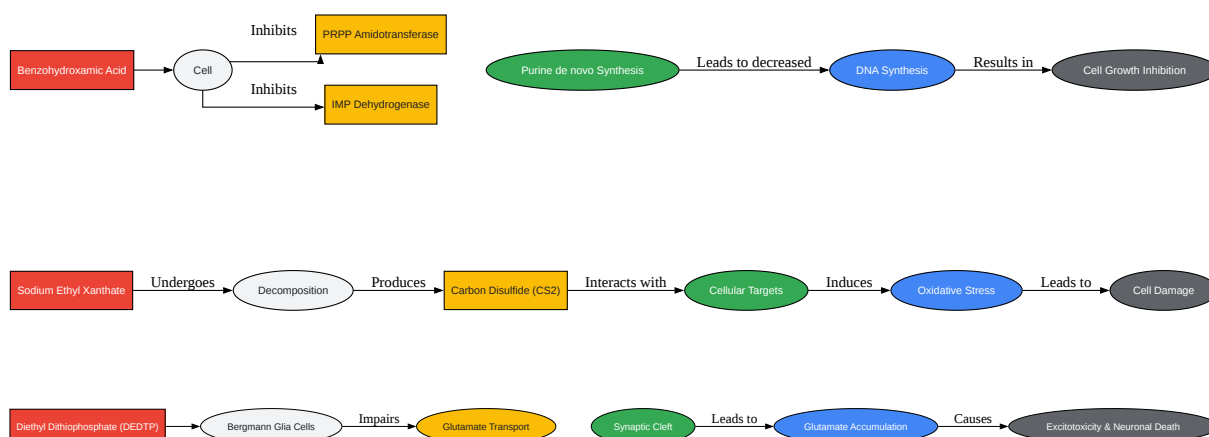 Inhibits
PRPP Amidotransferase
Benzohydroxamic Acid
Cell
Inhibits
IMP Dehydrogenase
Purine de novo Synthesis
Leads to decreased
DNA Synthesis
Results in
Cell Growth Inhibition
Sodium Ethyl Xanthate
Undergoes
Decomposition
Produces
Carbon Disulfide (CS2)
Interacts with
Cellular Targets
Induces
Oxidative Stress
Leads to
Cell Damage
Diethyl Dithiophosphate (DEDTP)
Bergmann Glia Cells
Impairs
Glutamate Transport
Synaptic Cleft
Leads to
Glutamate Accumulation
Causes
Excitotoxicity & Neuronal Death